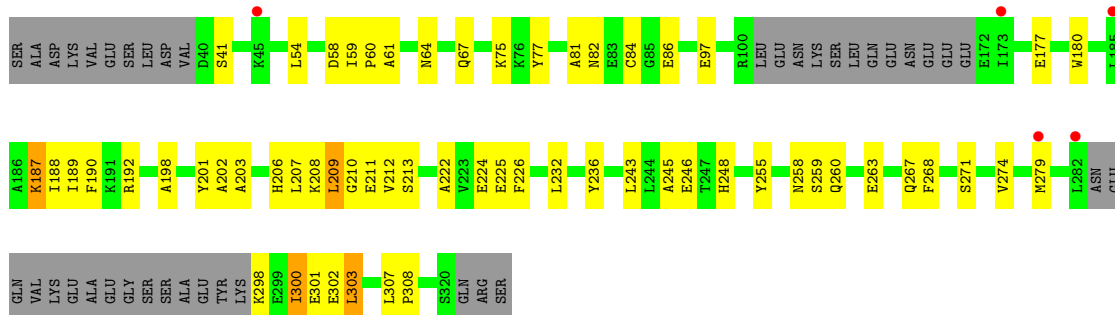 SER ALA ASP LYS VAL GLU SER LEU ASP VAL D40 S41 K45 L54 D58 I59 P60 A61 N64 Q67 K75 K76 Y77 A81 N82 E83 C84 G85 E86 E97 R100 LEU GLU ASN LYS SER LEU GLN GLU ASN GLU GLU GLU E172 I173 E177 W180 L185
A186 K187 I188 I189 F190 K191 R192 A198 Y201 A202 A203 H206 L207 K208 L209 G210 E211 V212 S213 A222 V223 E224 E225 F226 L232 Y236 L243 L244 A245 E246 T247 H248 Y255 N258 S259 Q260 E263 Q267 F268 S271 V274 M279 L282 ASN GLU
GLN VAL LYS GLU ALA GLU GLY SER SER ALA GLU TYR LYS K298 E299 I300 E301 E302 L303 L307 P308 S320 GLN ARG SER